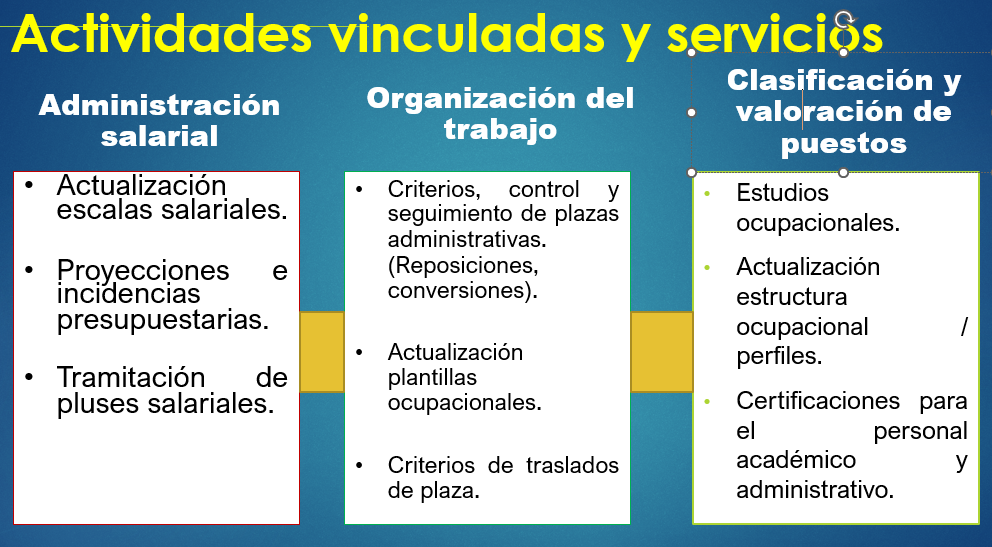 Actividades vinculadas y servicios
Administración
salarial
• Actualización
escalas salariales.
• Proyecciones e
incidencias
presupuestarias.
• Tramitación de
pluses salariales.
Organización del
trabajo
• Criterios, control y
seguimiento de plazas
administrativas.
(Reposiciones,
conversiones).
• Actualización
plantillas
ocupacionales.
• Criterios de traslados
de plaza.
Clasificación y
valoración de
puestos
• Estudios
ocupacionales.
• Actualización
estructura
ocupacional /
perfiles.
• Certificaciones para
el personal
académico y
administrativo.